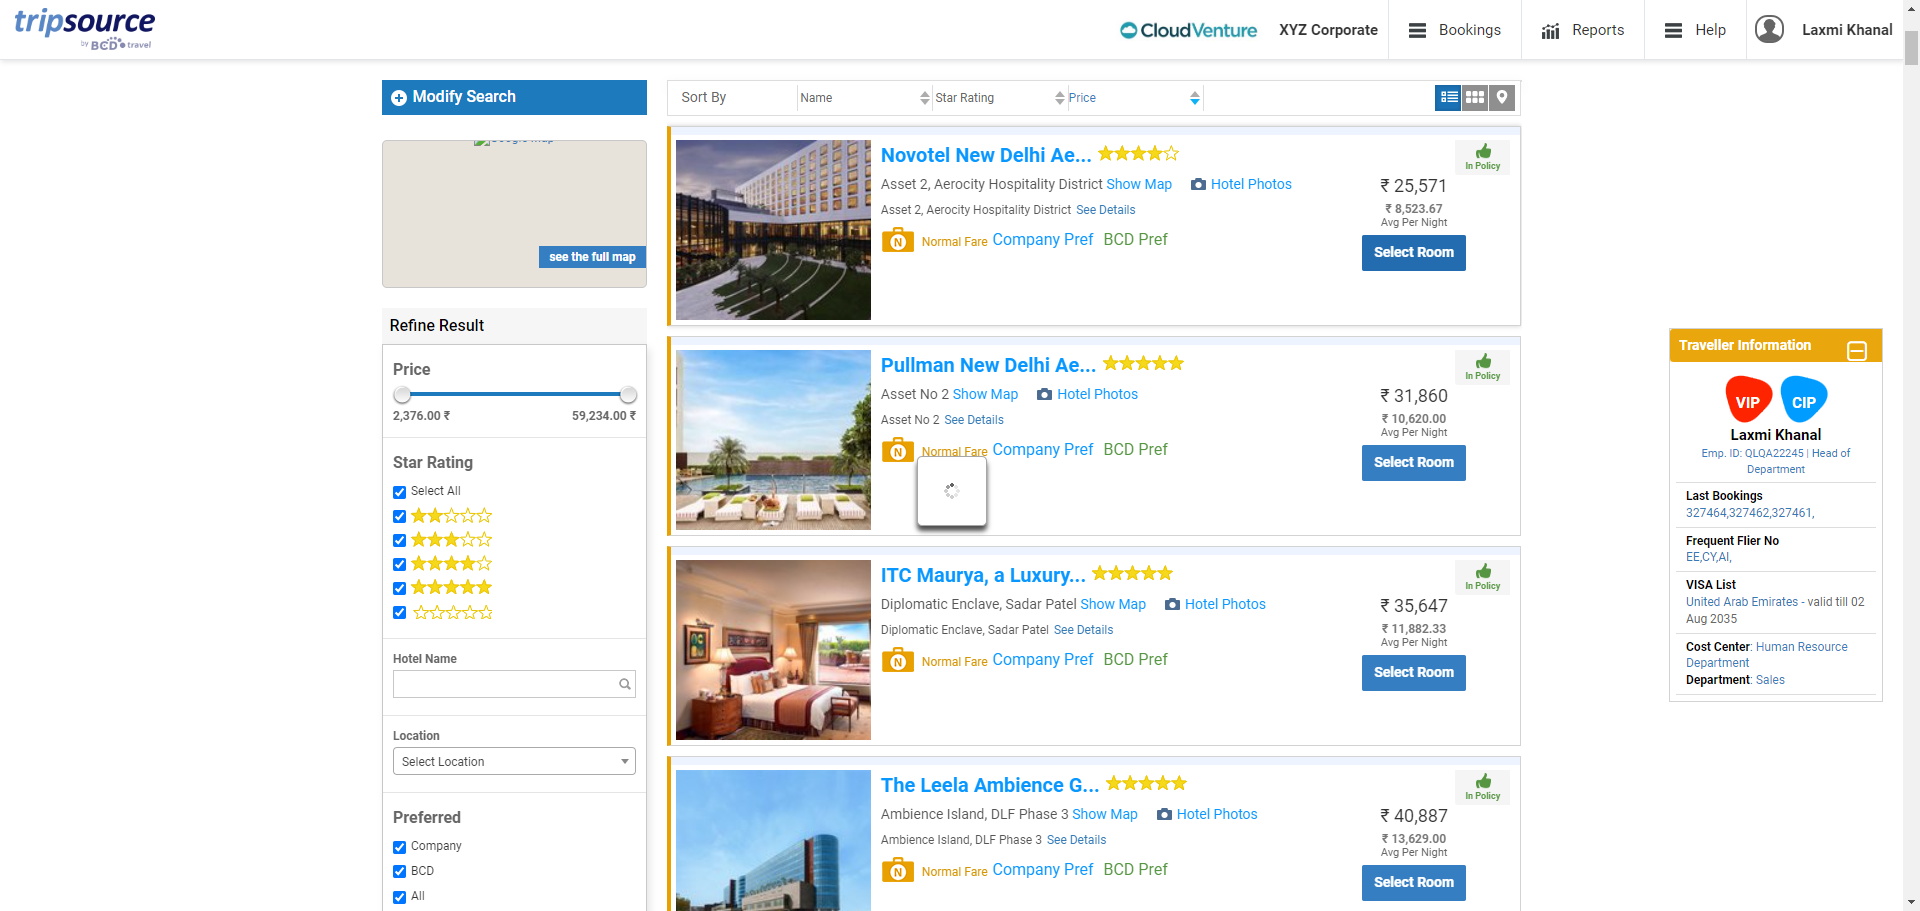 tripsource
by BCD travel
CloudVenture
XYZ Corporate
Bookings
Reports
Help
Laxmi Khanal
Modify Search
see the full map
Refine Result
Price
2,376.00 ₹ 59,234.00 ₹
Star Rating
Select All
Hotel Name
Location
Select Location
Preferred
Company
BCD
All
Sort By Name Star Rating Price
Novotel New Delhi Ae...
Asset 2, Aerocity Hospitality District Show Map Hotel Photos
Asset 2, Aerocity Hospitality District See Details
N Normal Fare Company Pref BCD Pref
In Policy
₹ 25,571
₹ 8,523.67
Avg Per Night
Select Room
Pullman New Delhi Ae...
Asset No 2 Show Map Hotel Photos
Asset No 2 See Details
N Normal Fare Company Pref BCD Pref
In Policy
₹ 31,860
₹ 10,620.00
Avg Per Night
Select Room
ITC Maurya, a Luxury...
Diplomatic Enclave, Sadar Patel Show Map Hotel Photos
Diplomatic Enclave, Sadar Patel See Details
N Normal Fare Company Pref BCD Pref
In Policy
₹ 35,647
₹ 11,882.33
Avg Per Night
Select Room
The Leela Ambience G...
Ambience Island, DLF Phase 3 Show Map Hotel Photos
Ambience Island, DLF Phase 3 See Details
N Normal Fare Company Pref BCD Pref
In Policy
₹ 40,887
₹ 13,629.00
Avg Per Night
Select Room
Traveller Information
VIP CIP
Laxmi Khanal
Emp. ID: QLQA22245 | Head of
Department
Last Bookings
327464,327462,327461,
Frequent Flier No
EE,CY,AI,
VISA List
United Arab Emirates - valid till 02
Aug 2035
Cost Center: Human Resource
Department
Department: Sales